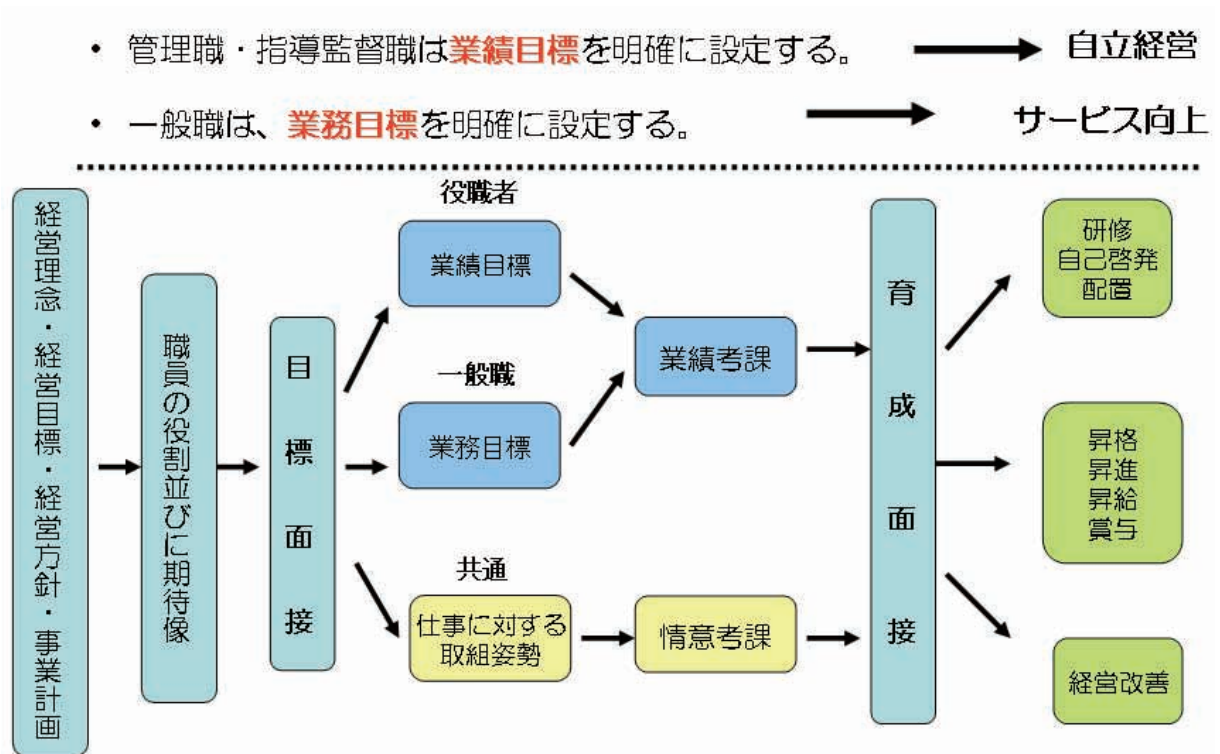 • 管理職・指導監督職は業績目標を明確に設定する。 自立経営
• 一般職は、業務目標を明確に設定する。 サービス向上
経営理念・経営目標・経営方針・事業計画
職員の役割並びに期待像
目標面接
役職者
業績目標
一般職
業務目標
共通
仕事に対する
取組姿勢
業績考課
情意考課
育成面接
研修
自己啓発
配置
昇格
昇進
昇給
賞与
経営改善